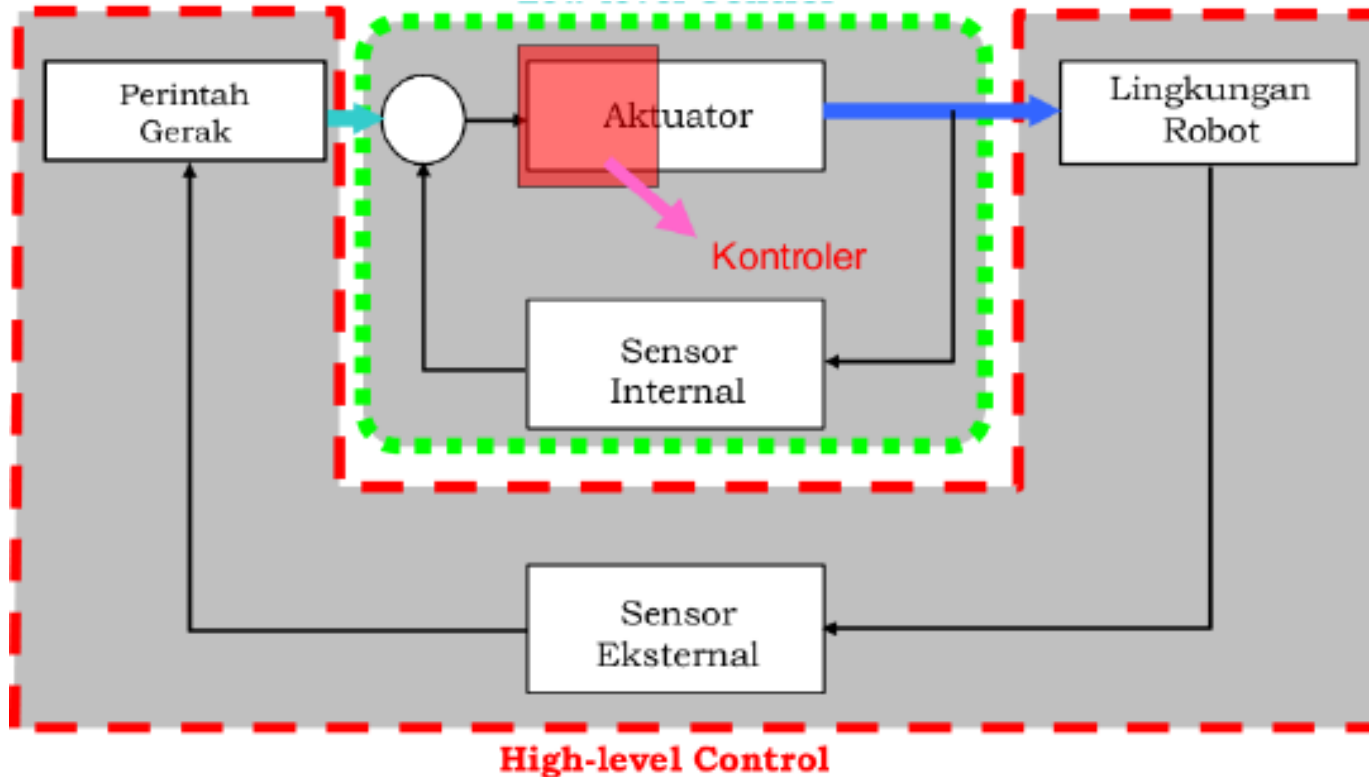 Perintah
Gerak
Aktuator
Lingkungan
Robot
Kontroler
Sensor
Internal
Sensor
Eksternal
High-level Control